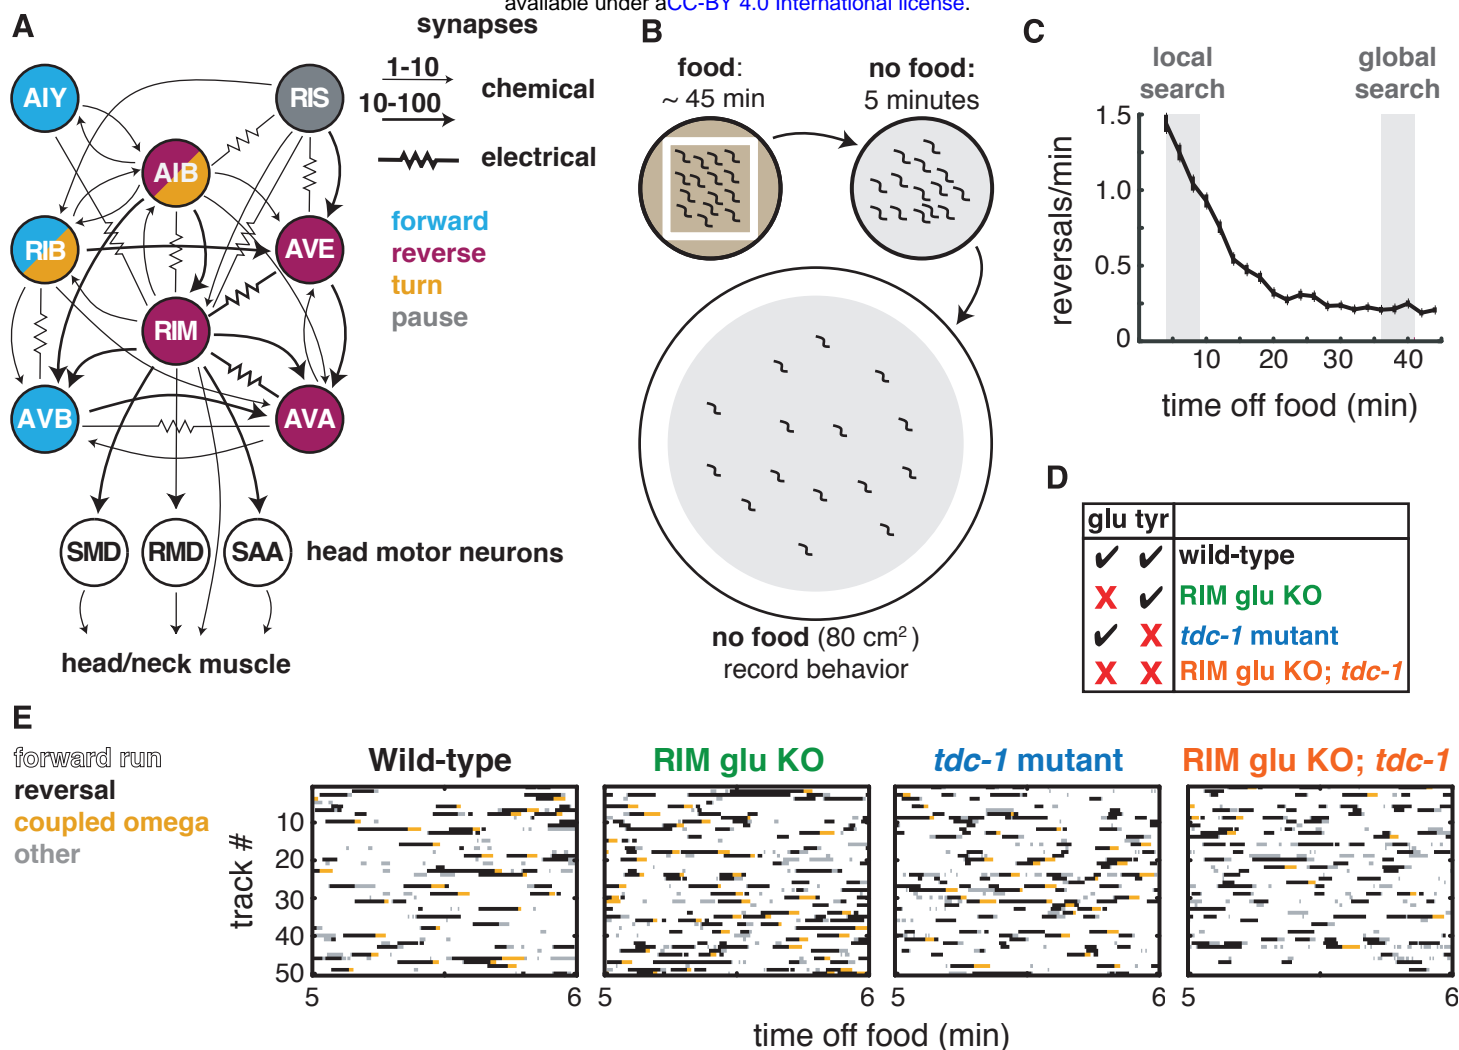 available under aCC-BY 4.0 International license.
A
synapses
1-10
chemical
10-100
electrical
AIY
RIS
AIB
RIB
AVE
RIM
AVB
AVA
forward
reverse
turn
pause
SMD
RMD
SAA
head motor neurons
head/neck muscle
B
food:
~ 45 min
no food:
5 minutes
no food (80 cm²)
record behavior
C
local
search
global
search
reversals/min
1.5
1.0
0.5
0
10
20
30
40
time off food (min)
D
glu tyr
✓ ✓ wild-type
X ✓ RIM glu KO
✓ X tdc-1 mutant
X X RIM glu KO; tdc-1
E
forward run
reversal
coupled omega
other
Wild-type
RIM glu KO
tdc-1 mutant
RIM glu KO; tdc-1
track #
10
20
30
40
50
5 6 5 6 5 6 5 6
time off food (min)